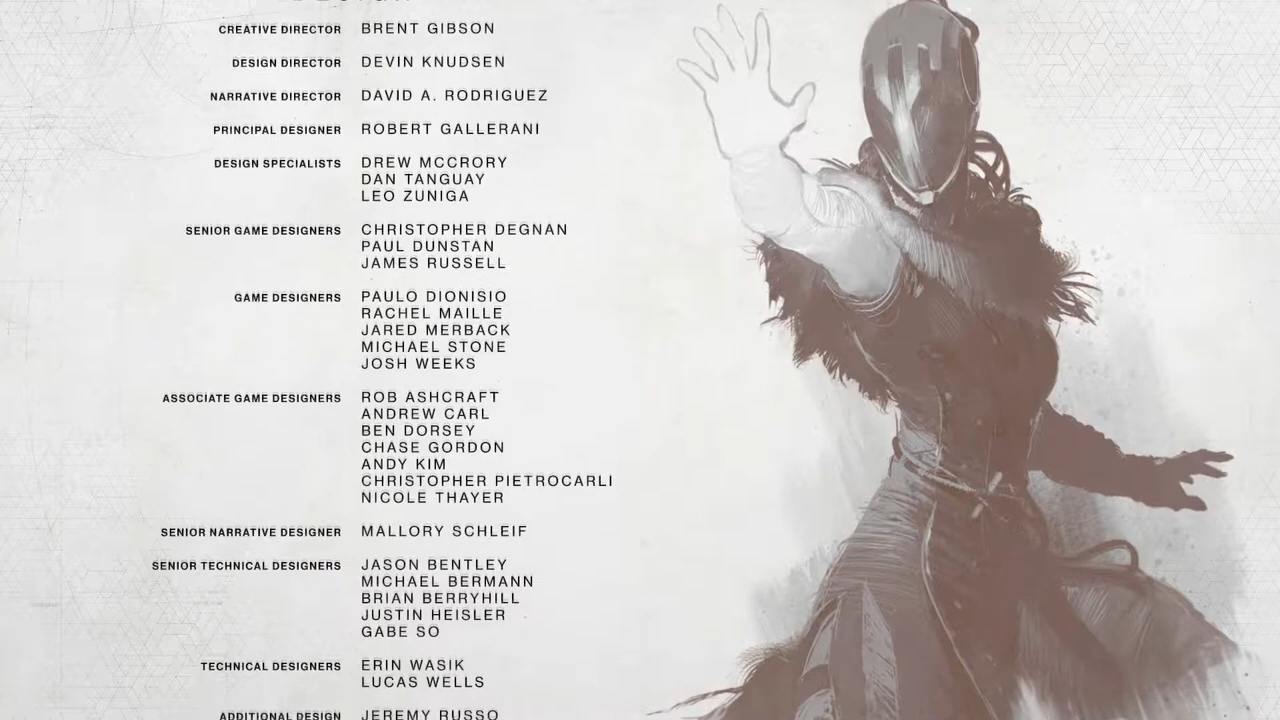 CREATIVE DIRECTOR BRENT GIBSON
DESIGN DIRECTOR DEVIN KNUDSEN
NARRATIVE DIRECTOR DAVID A. RODRIGUEZ
PRINCIPAL DESIGNER ROBERT GALLERANI
DESIGN SPECIALISTS DREW MCCRORY
DAN TANGUAY
LEO ZUNIGA
SENIOR GAME DESIGNERS CHRISTOPHER DEGNAN
PAUL DUNSTAN
JAMES RUSSELL
GAME DESIGNERS PAULO DIONISIO
RACHEL MAILLE
JARED MERBACK
MICHAEL STONE
JOSH WEEKS
ASSOCIATE GAME DESIGNERS ROB ASHCRAFT
ANDREW CARL
BEN DORSEY
CHASE GORDON
ANDY KIM
CHRISTOPHER PIETROCARLI
NICOLE THAYER
SENIOR NARRATIVE DESIGNER MALLORY SCHLEIF
SENIOR TECHNICAL DESIGNERS JASON BENTLEY
MICHAEL BERMANN
BRIAN BERRYHILL
JUSTIN HEISLER
GABE SO
TECHNICAL DESIGNERS ERIN WASIK
LUCAS WELLS
ADDITIONAL DESIGN JEREMY RUSSO